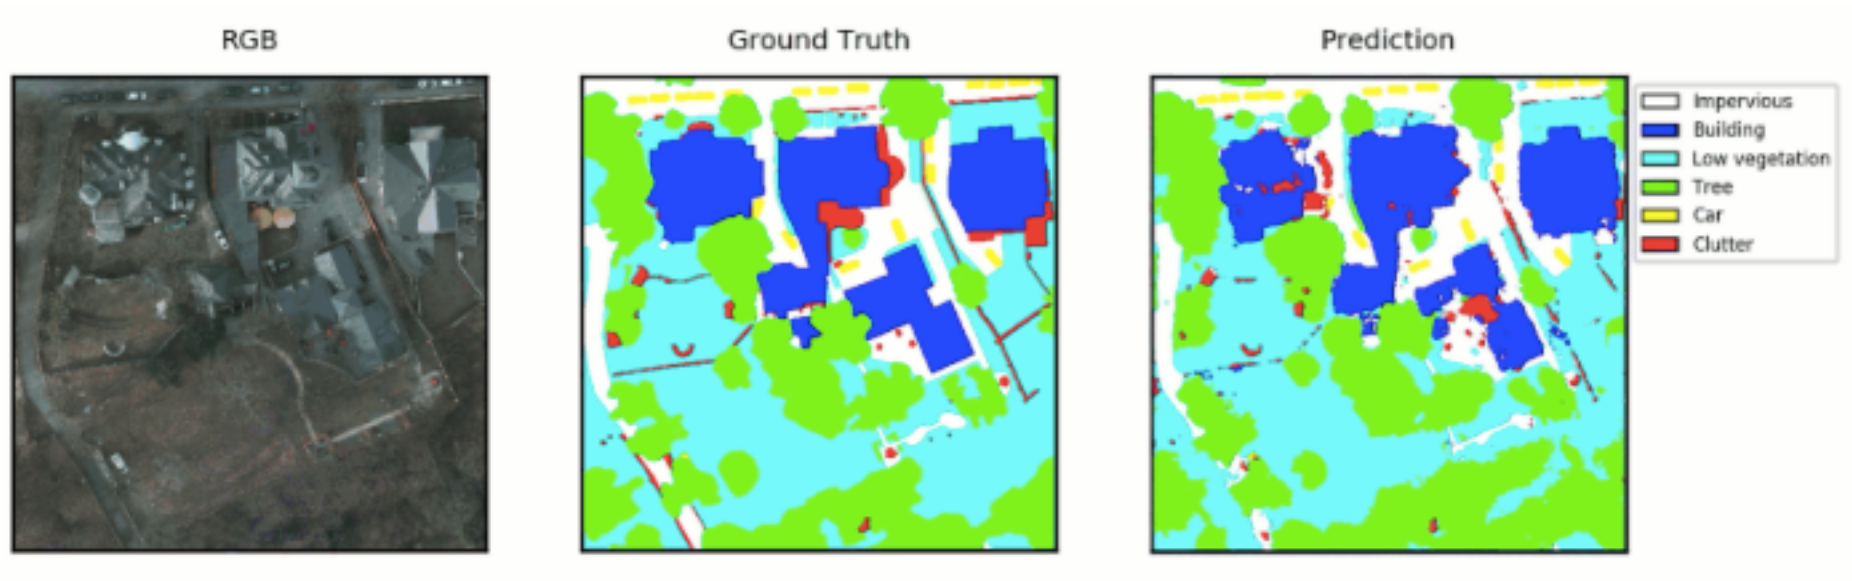 RGB
Ground Truth
Prediction
Impervious
Building
Low vegetation
Tree
Car
Clutter